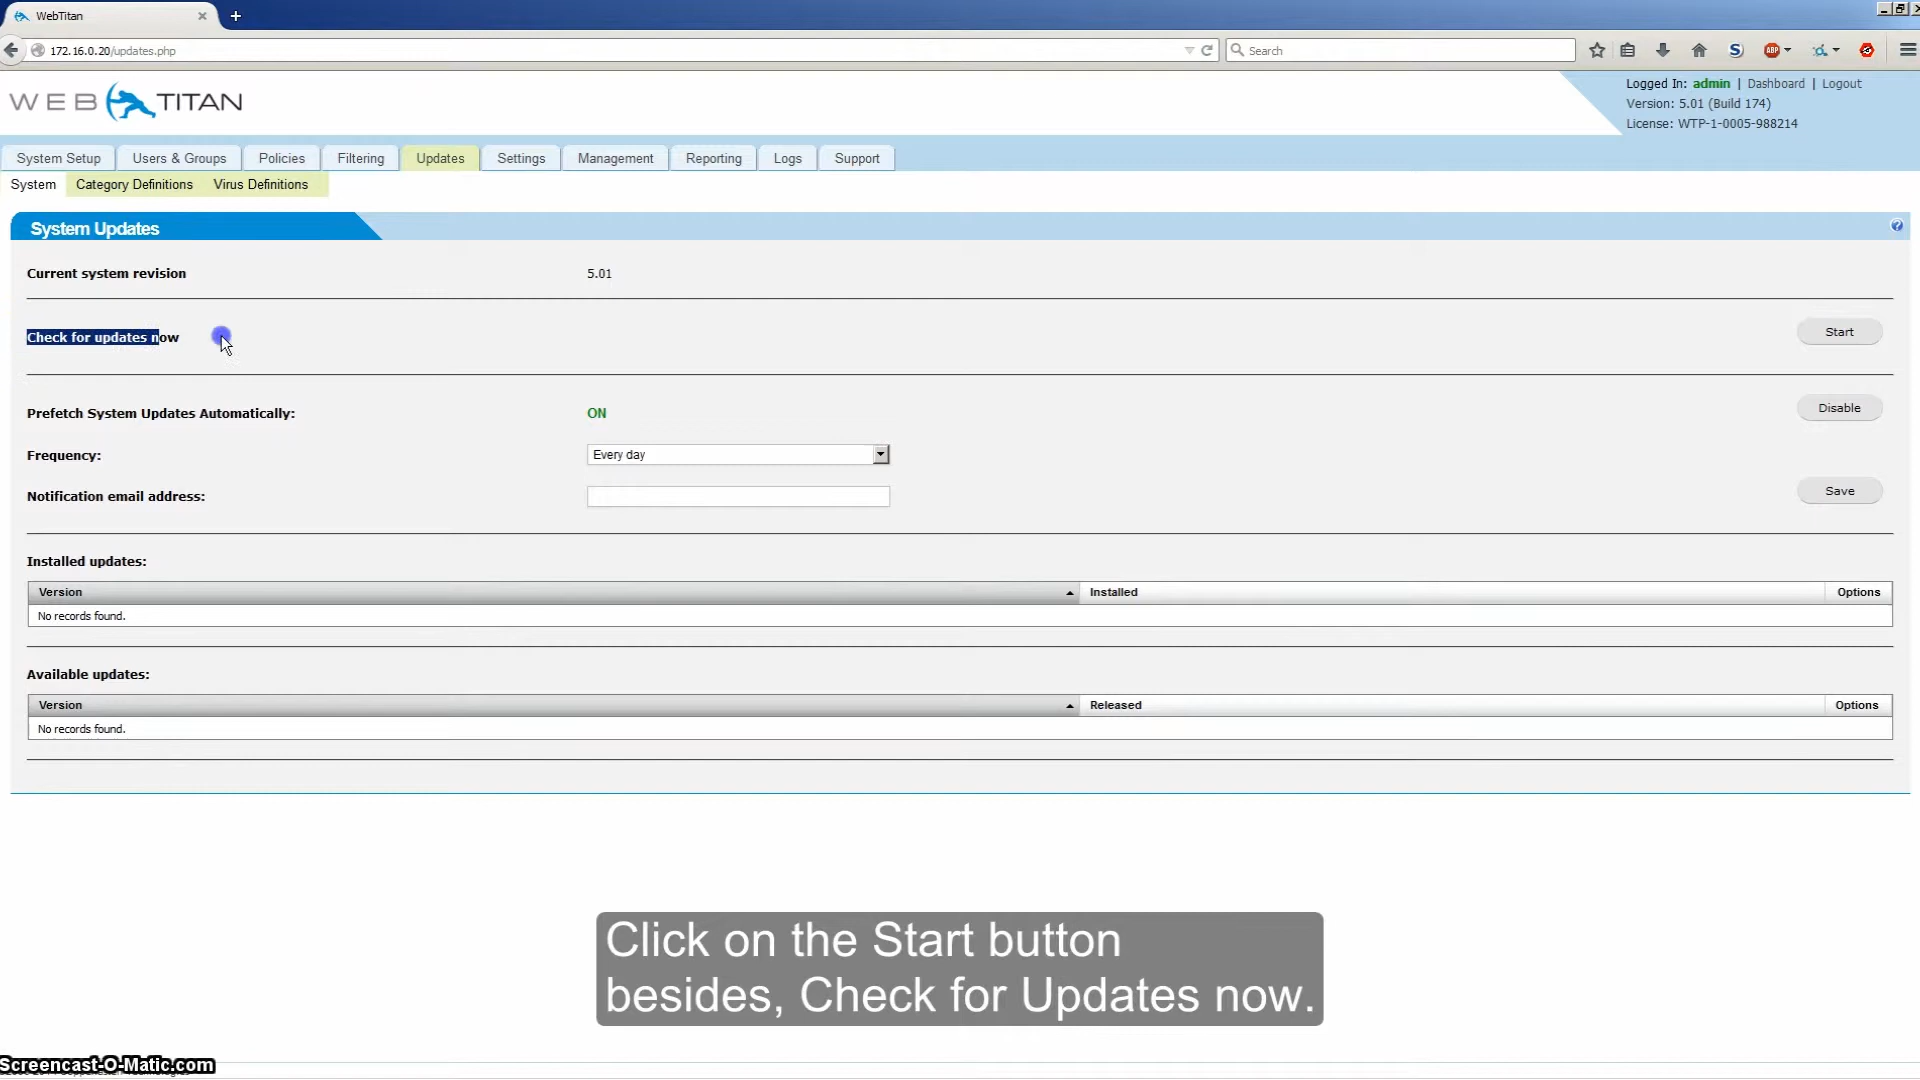 WebTitan
172.16.0.20/updates.php
Search
S
ABP
WEB TITAN
Logged In: admin | Dashboard | Logout
Version: 5.01 (Build 174)
License: WTP-1-0005-988214
System Setup
Users & Groups
Policies
Filtering
Updates
Settings
Management
Reporting
Logs
Support
System
Category Definitions
Virus Definitions
System Updates
?
Current system revision
5.01
Check for updates now
Start
Prefetch System Updates Automatically:
ON
Disable
Frequency:
Every day
Notification email address:
Save
Installed updates:
Version
Installed
Options
No records found.
Available updates:
Version
Released
Options
No records found.
Click on the Start button
besides, Check for Updates now.
Screencast-O-Matic.com